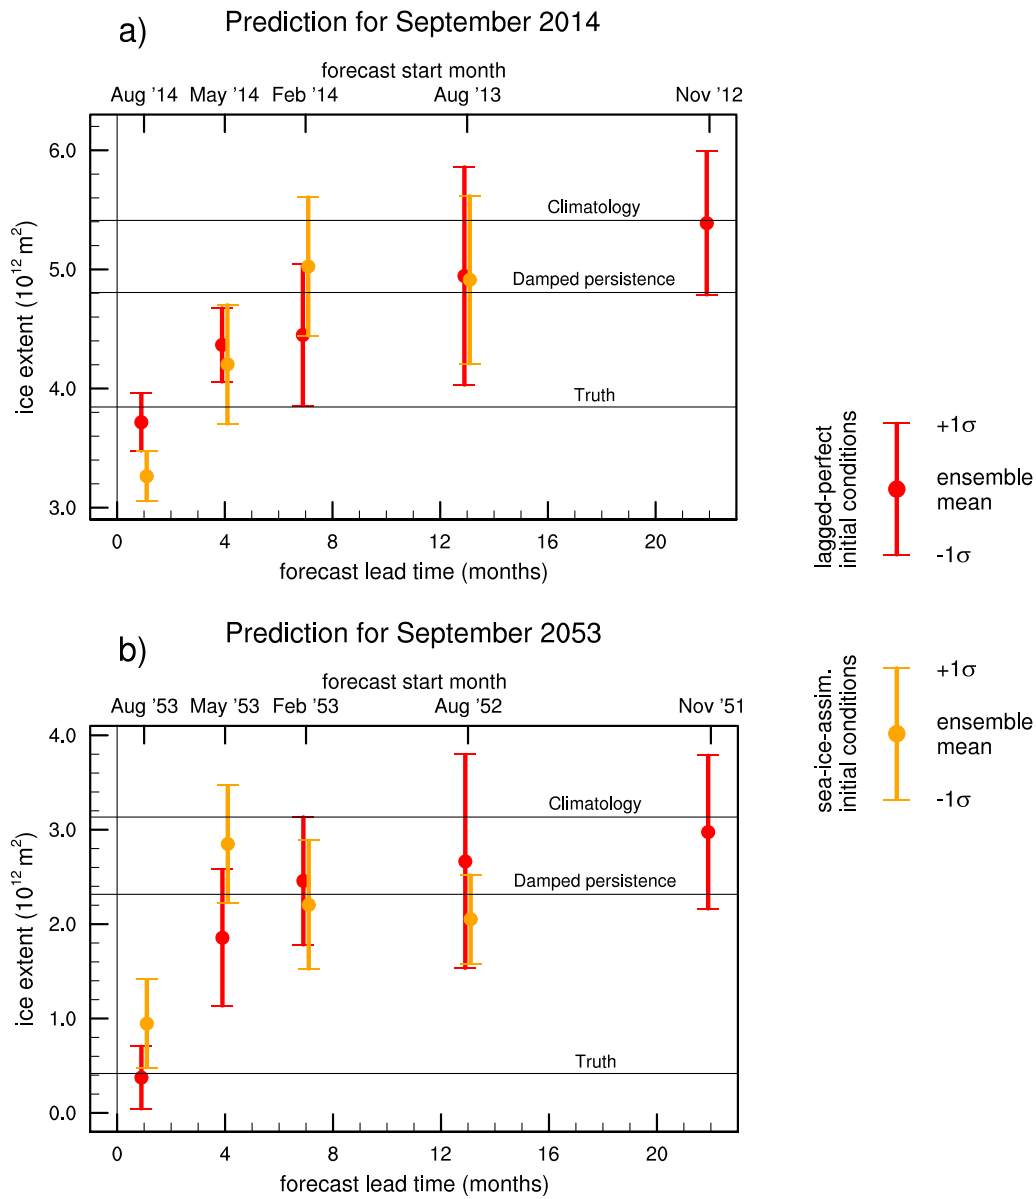 a)
Prediction for September 2014
forecast start month
Aug '14 May '14 Feb '14 Aug '13 Nov '12
6.0
5.0
4.0
3.0
ice extent (10¹² m²)
Climatology
Damped persistence
Truth
0 4 8 12 16 20
forecast lead time (months)
b)
Prediction for September 2053
forecast start month
Aug '53 May '53 Feb '53 Aug '52 Nov '51
4.0
3.0
2.0
1.0
0.0
ice extent (10¹² m²)
Climatology
Damped persistence
Truth
0 4 8 12 16 20
forecast lead time (months)
lagged-perfect
initial conditions
+1σ
ensemble
mean
-1σ
sea-ice-assim.
initial conditions
+1σ
ensemble
mean
-1σ